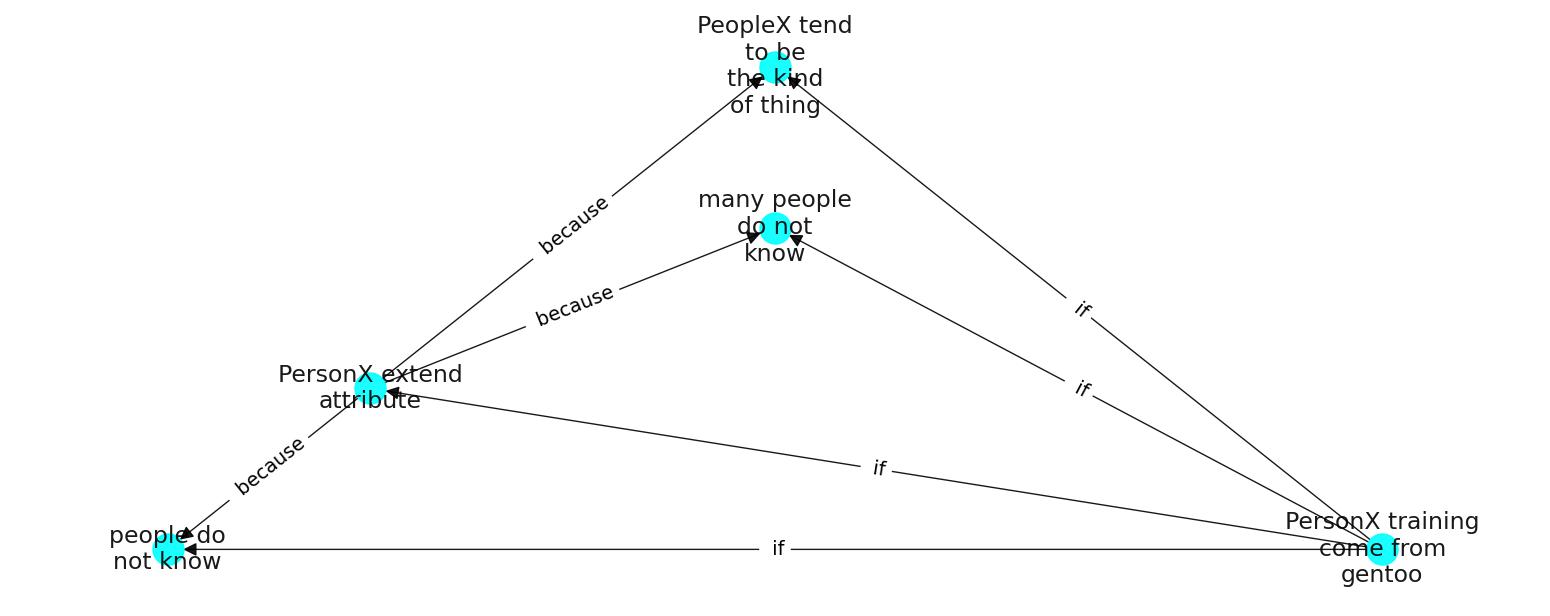 PeopleX tend
to be
the kind
of thing
many people
do not
know
because
because
if
if
PersonX extend
attribute
because
if
people do
not know
if
PersonX training
come from
gentoo